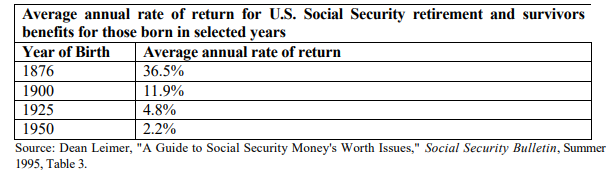 Average annual rate of return for U.S. Social Security retirement and survivors
benefits for those born in selected years
Year of Birth Average annual rate of return
1876 36.5%
1900 11.9%
1925 4.8%
1950 2.2%
Source: Dean Leimer, "A Guide to Social Security Money's Worth Issues," Social Security Bulletin, Summer
1995, Table 3.